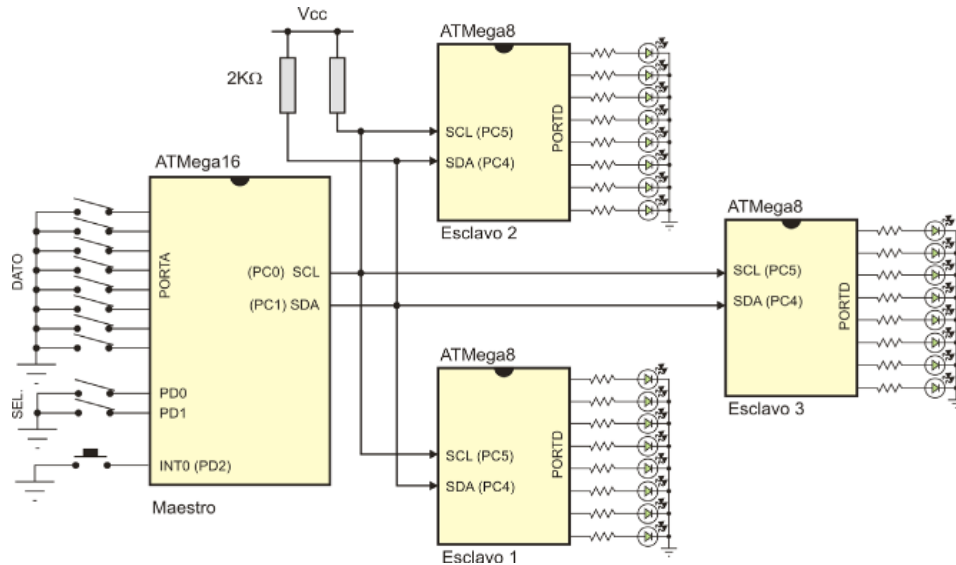 Vcc
2KΩ
ATMega8
SCL (PC5)
SDA (PC4)
PORTD
Esclavo 2
ATMega16
DATO
PORTA
(PC0) SCL
(PC1) SDA
SEL.
PD0
PD1
INT0 (PD2)
Maestro
ATMega8
SCL (PC5)
SDA (PC4)
PORTD
Esclavo 3
ATMega8
SCL (PC5)
SDA (PC4)
PORTD
Esclavo 1